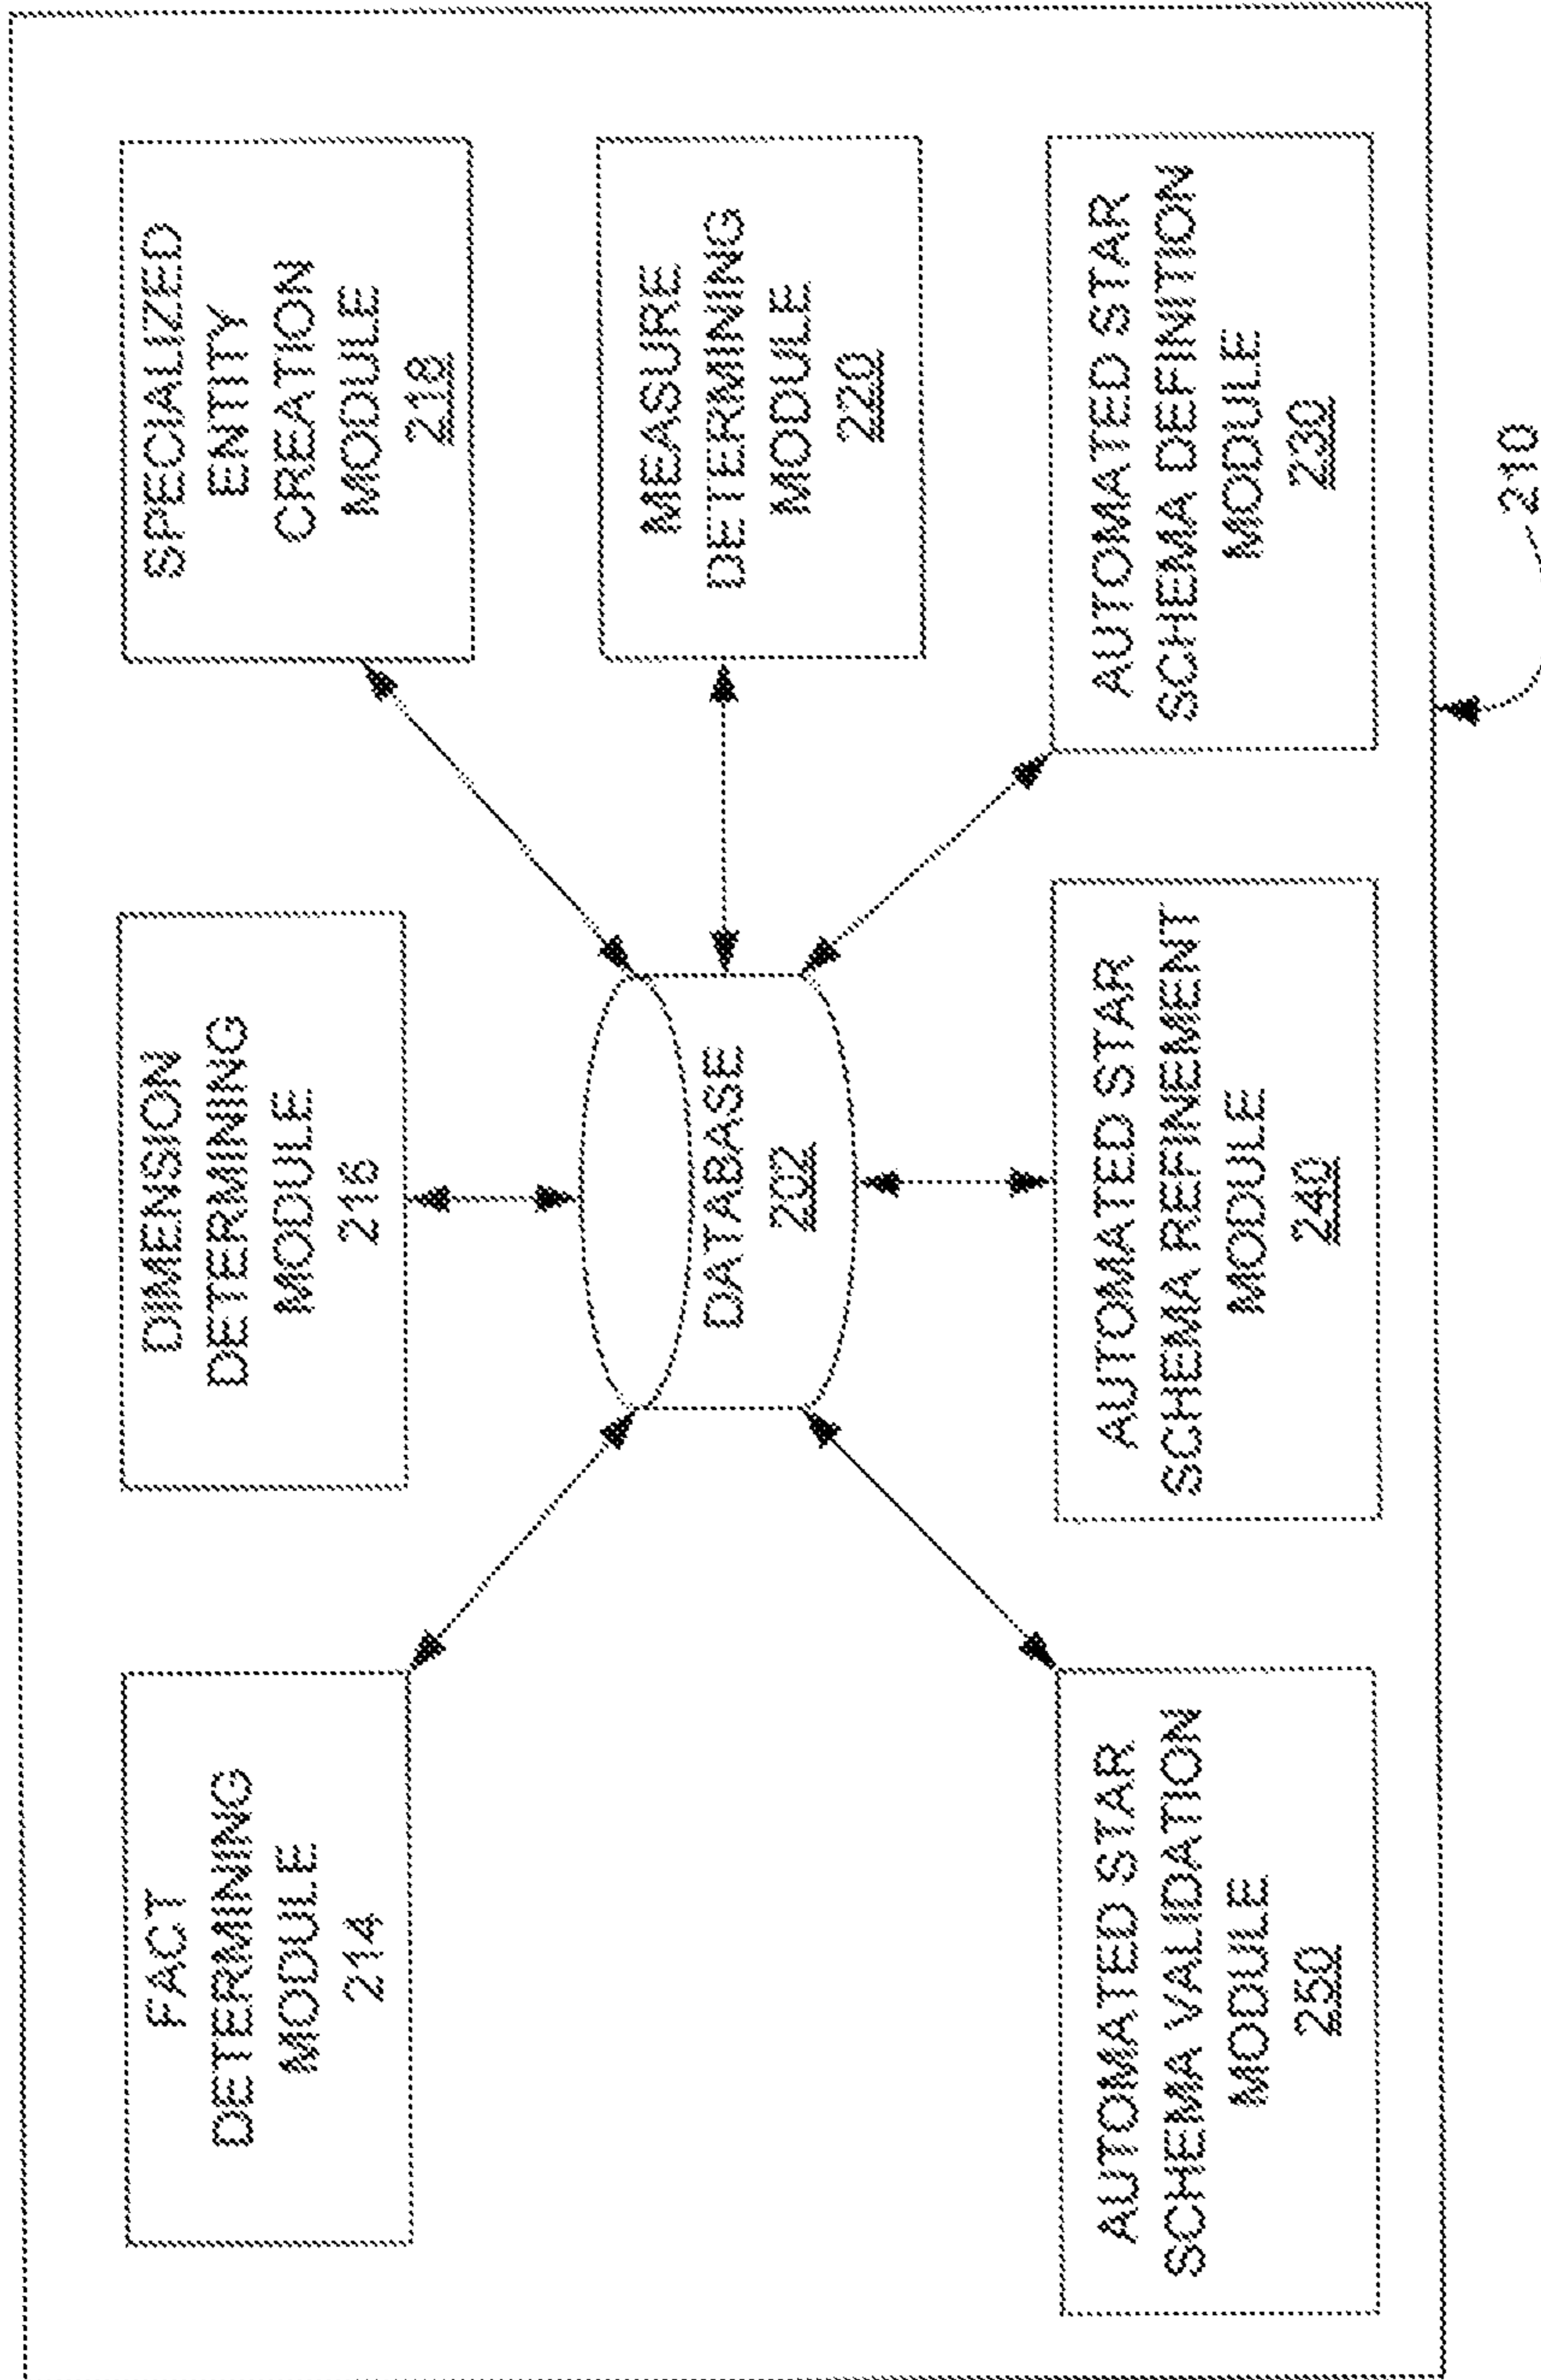 FACT
DETERMINING
MODULE
214
DIMENSION
DETERMINING
MODULE
216
SPECIALIZED
ENTITY
CREATION
MODULE
218
DATABASE
202
MEASURE
DETERMINING
MODULE
220
AUTOMATED STAR
SCHEMA VALIDATION
MODULE
250
AUTOMATED STAR
SCHEMA REFINEMENT
MODULE
240
AUTOMATED STAR
SCHEMA DEFINITION
MODULE
230
210